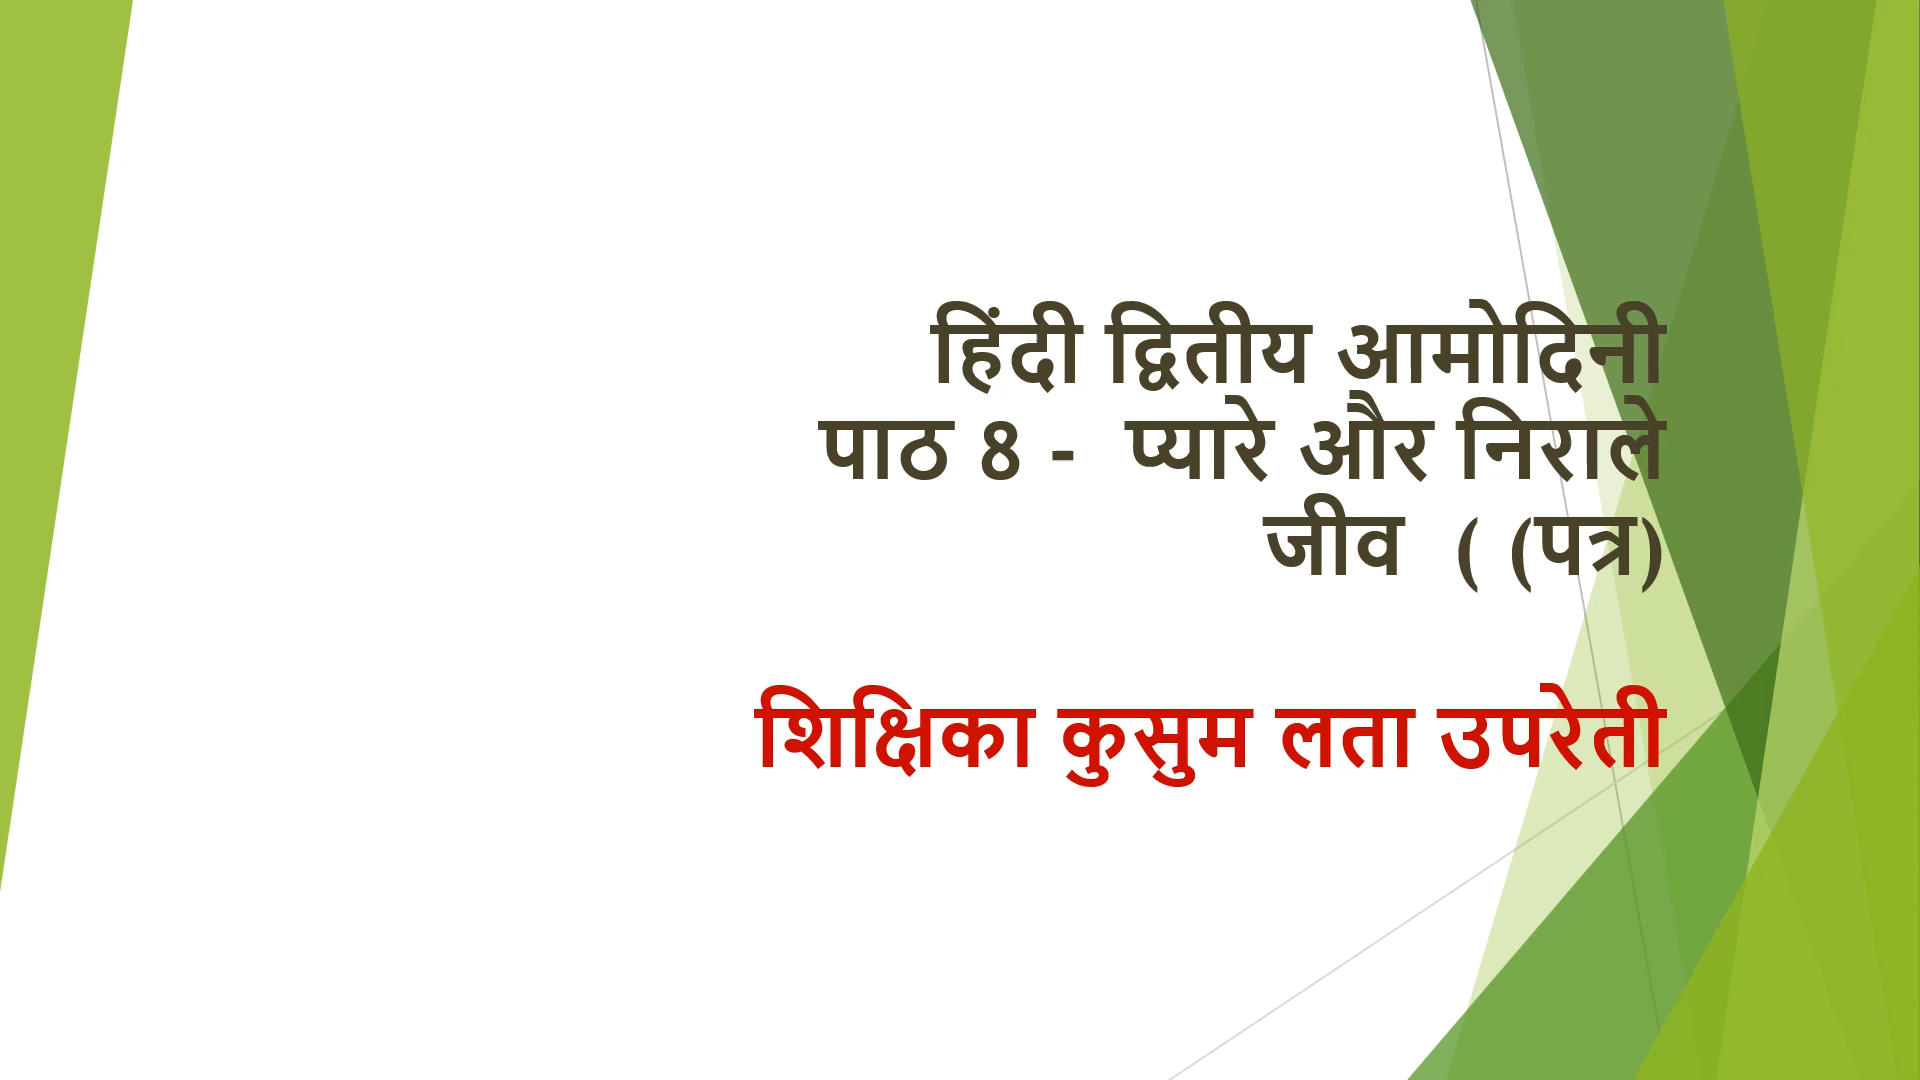 हिंदी द्वितीय आमोदिनी
पाठ 8 - प्यारे और निराले
जीव ( (पत्र)
शिक्षिका कुसुम लता उपरेती